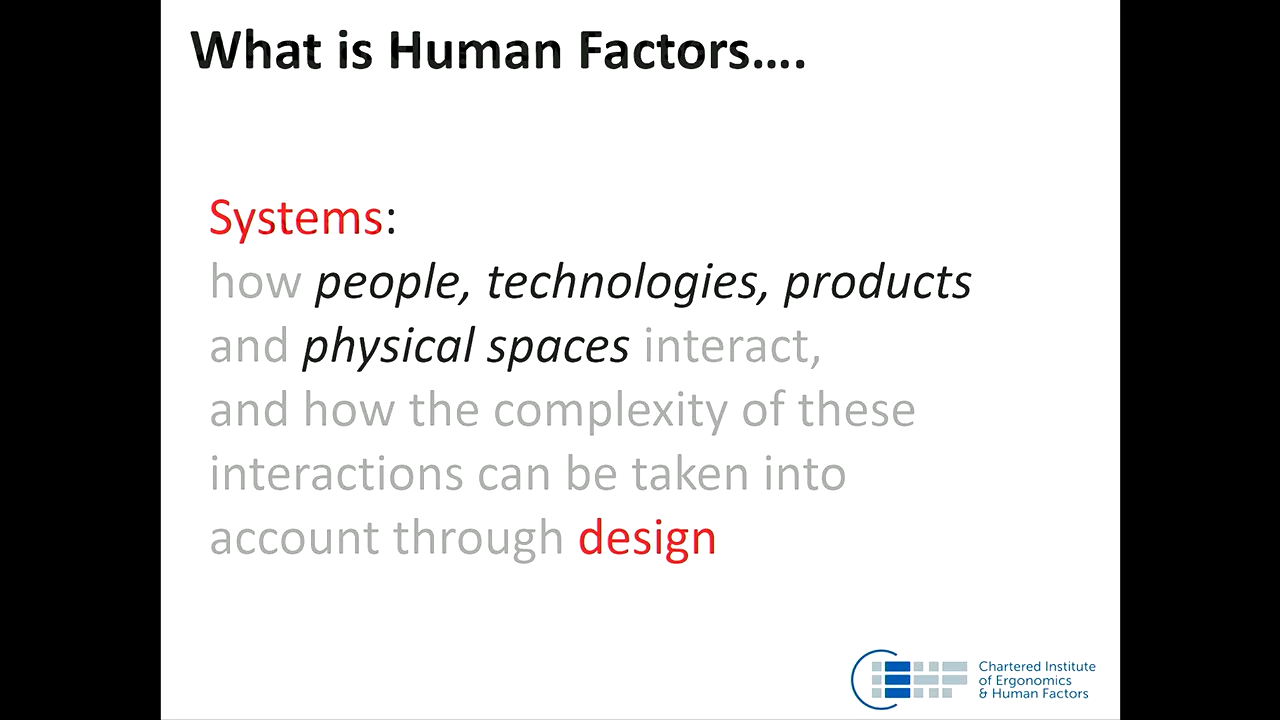 What is Human Factors....
Systems:
how people, technologies, products
and physical spaces interact,
and how the complexity of these
interactions can be taken into
account through design
Chartered Institute
of Ergonomics
& Human Factors